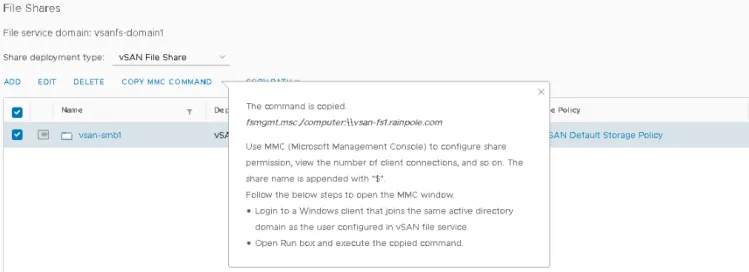 File Shares
File service domain: vsanfs-domain1
Share deployment type: vSAN File Share
ADD EDIT DELETE COPY MMC COMMAND COPY PATH
Name
vsan-smb1
The command is copied.
fsmgmt.msc /computer:\\vsan-fs1.rainpole.com
Use MMC (Microsoft Management Console) to configure share
permission, view the number of client connections, and so on. The
share name is appended with "$".
Follow the below steps to open the MMC window.
• Login to a Windows client that joins the same active directory
domain as the user configured in vSAN file service.
• Open Run box and execute the copied command.
Policy
Default Storage Policy